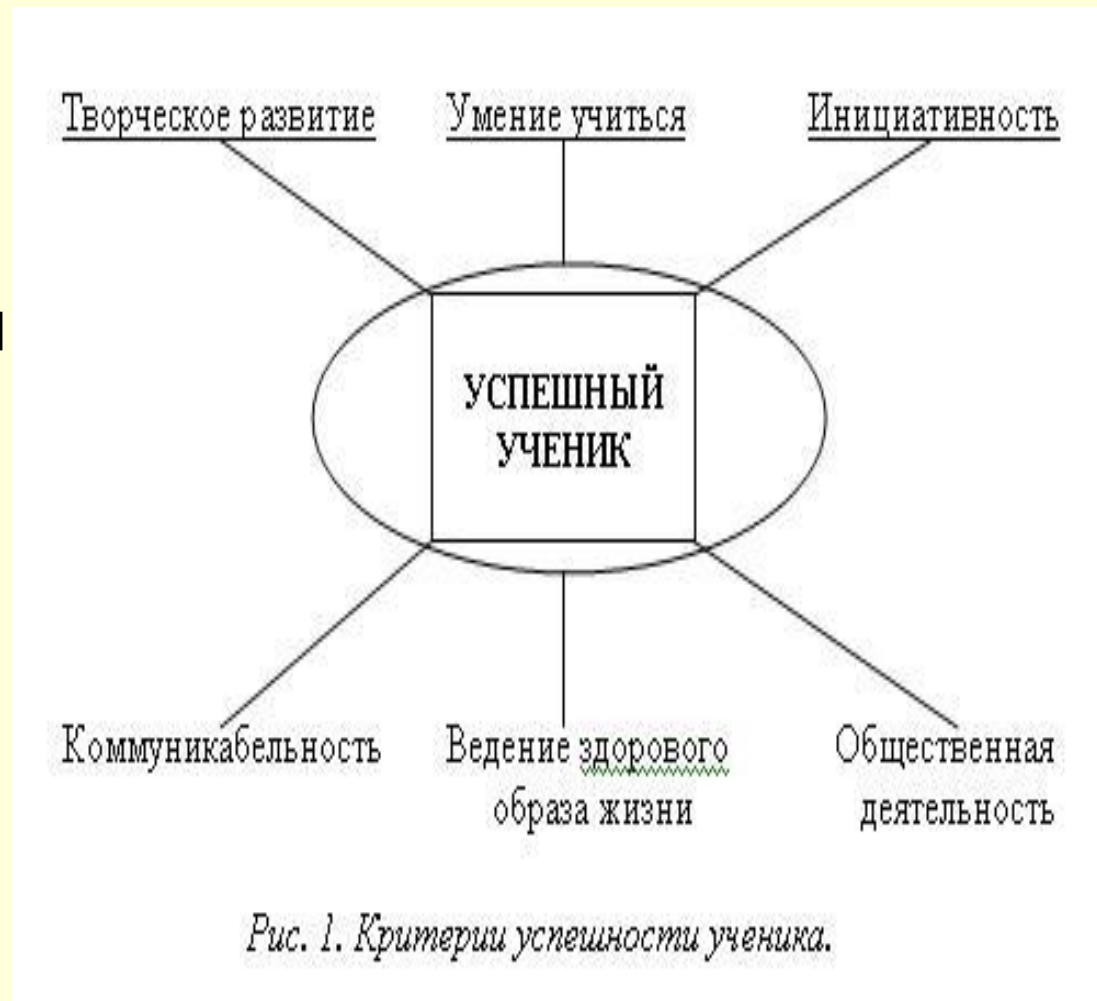 Творческое развитие Умение учиться Инициативность
УСПЕШНЫЙ
УЧЕНИК
Коммуникабельность Ведение здорового Общественная
образа жизни деятельность
Рис. 1. Критерии успешности ученика.